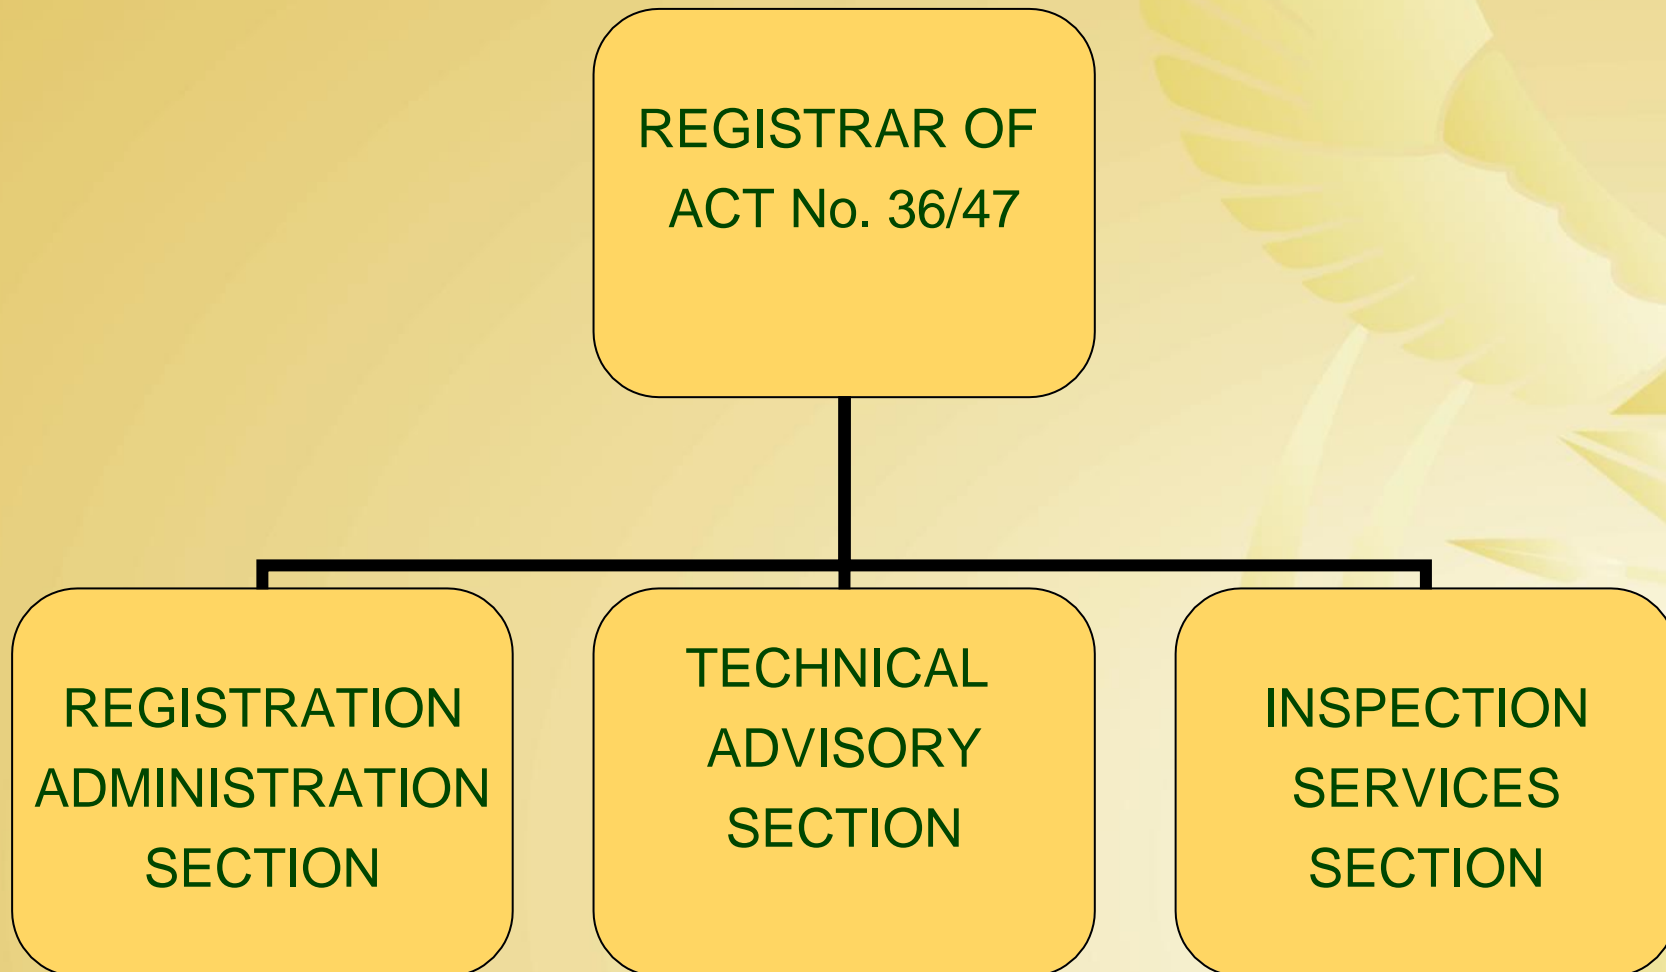 REGISTRAR OF
ACT No. 36/47
REGISTRATION
ADMINISTRATION
SECTION
TECHNICAL
ADVISORY
SECTION
INSPECTION
SERVICES
SECTION